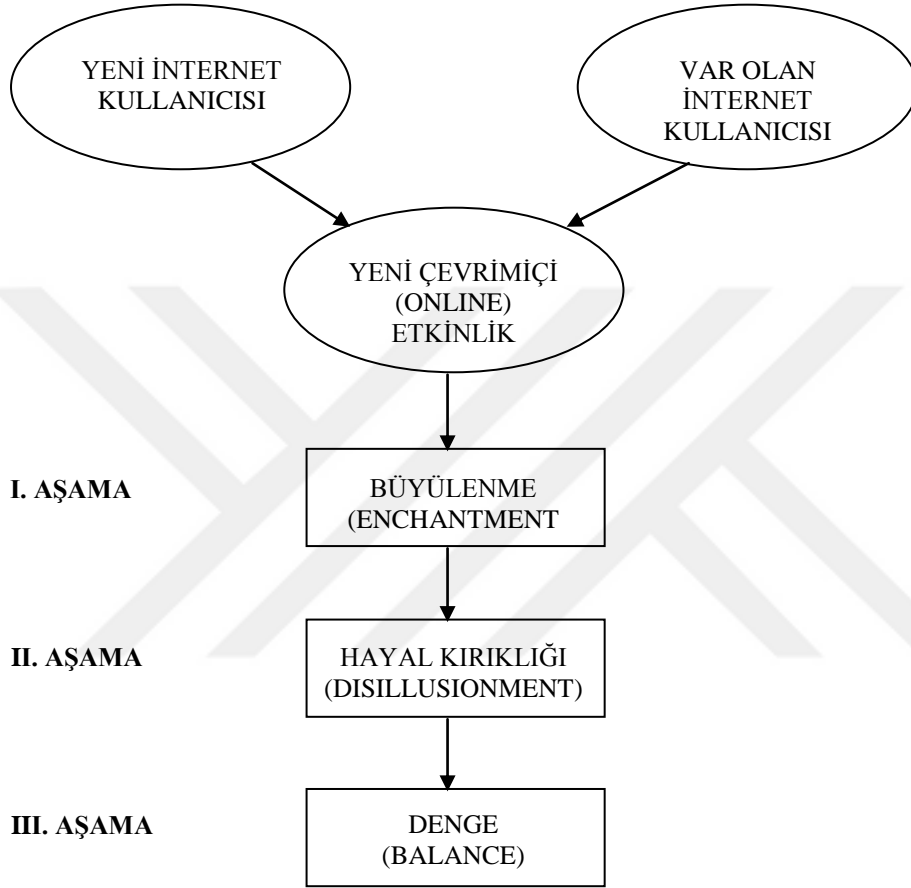 YENİ İNTERNET
KULLANICISI
VAR OLAN
İNTERNET
KULLANICISI
YENİ ÇEVRİMİÇİ
(ONLINE)
ETKİNLİK
I. AŞAMA
BÜYÜLENME
(ENCHANTMENT
II. AŞAMA
HAYAL KIRIKLIĞI
(DISILLUSIONMENT)
III. AŞAMA
DENGE
(BALANCE)